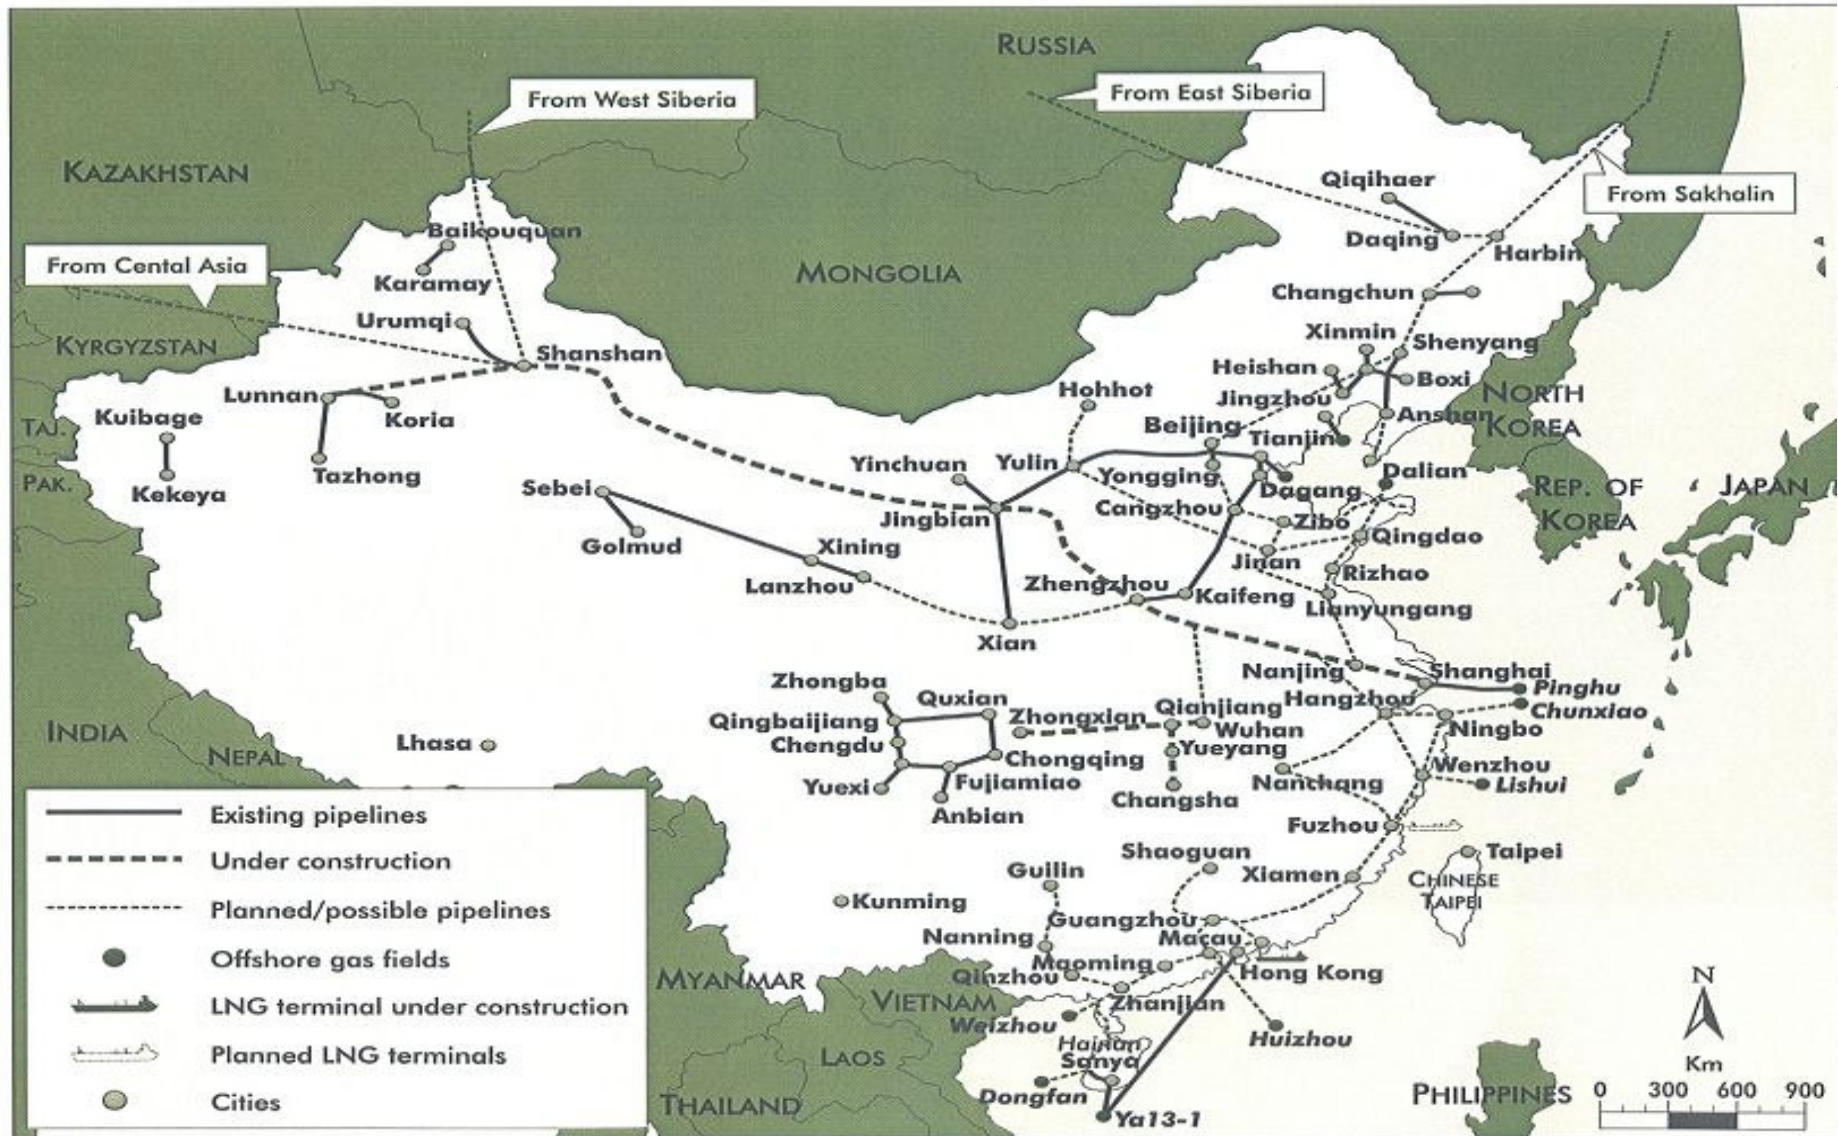 RUSSIA
From West Siberia
From East Siberia
KAZAKHSTAN
Qiqihaer
From Sakhalin
Baikouquan
Daqing
Harbin
From Cental Asia
MONGOLIA
Karamay
Changchun
Urumqi
Xinmin
KYRGYZSTAN
Shanshan
Shenyang
Heishan
Boxi
Hohhot
Lunnan
Jingzhou
NORTH
KOREA
Kuibage
Koria
Anshan
TAJ.
Beijing
Tianjin
Yinchuan
Yulin
Dalian
PAK.
Kekeya
Tazhong
Sebei
Yongging
Dagang
REP. OF
KOREA
JAPAN
Jingbian
Cangzhou
Zibo
Golmud
Xining
Jinan
Qingdao
Lanzhou
Zhengzhou
Kaifeng
Rizhao
Lianyungang
Xian
Nanjing
Shanghai
Zhongba
Quxian
Qianjiang
Hangzhou
Pinghu
Chunxiao
Qingbaijiang
Zhongxian
Wuhan
Ningbo
INDIA
NEPAL
Lhasa
Chengdu
Chongqing
Yueyang
Wenzhou
Yuexi
Fujiamiao
Nanchang
Lishui
Anbian
Changsha
Fuzhou
Shaoguan
Taipei
Guilin
Xiamen
CHINESE
TAIPEI
Kunming
Guangzhou
Nanning
Macau
MYANMAR
Qinzhou
Maoming
Hong Kong
VIETNAM
Zhanjian
Weizhou
Huizhou
Hainan
LAOS
Sanya
Dongfan
THAILAND
Ya13-1
PHILIPPINES
Existing pipelines
Under construction
Planned/possible pipelines
Offshore gas fields
LNG terminal under construction
Planned LNG terminals
Cities
N
Km
0 300 600 900